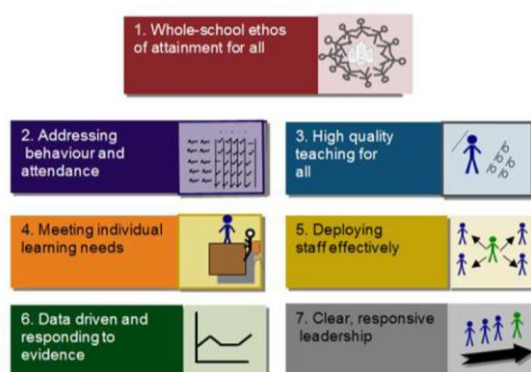 1. Whole-school ethos
of attainment for all
2. Addressing
behaviour and
attendance
3. High quality
teaching for
all
4. Meeting individual
learning needs
5. Deploying
staff effectively
6. Data driven and
responding to
evidence
7. Clear, responsive
leadership